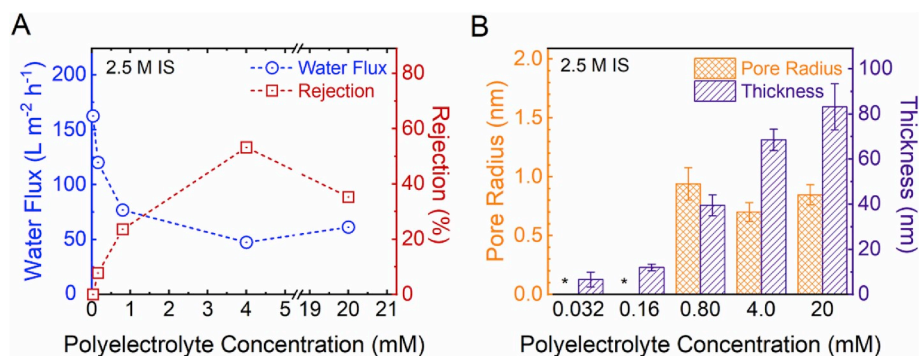 A
2.5 M IS
Water Flux
Rejection
Water Flux (L m⁻² h⁻¹)
200
150
100
50
0
80
60
40
20
0
Rejection (%)
0 1 2 3 4 5 19 20 21
Polyelectrolyte Concentration (mM)
B
2.5 M IS
Pore Radius
Thickness
Pore Radius (nm)
2.0
1.5
1.0
0.5
0.0
100
80
60
40
20
0
Thickness (nm)
* *
0.032 0.16 0.80 4.0 20
Polyelectrolyte Concentration (mM)